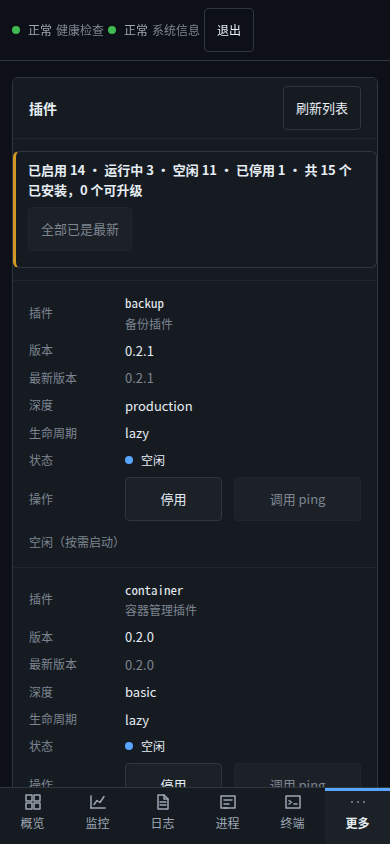 正常 健康检查 正常 系统信息 退出
插件 刷新列表
已启用 14 · 运行中 3 · 空闲 11 · 已停用 1 · 共 15 个
已安装，0 个可升级
全部已是最新
插件 backup
备份插件
版本 0.2.1
最新版本 0.2.1
深度 production
生命周期 lazy
状态 空闲
操作 停用 调用 ping
空闲（按需启动）
插件 container
容器管理插件
版本 0.2.0
最新版本 0.2.0
深度 basic
生命周期 lazy
状态 空闲
操作 停用 调用 ping
概览 监控 日志 进程 终端 更多